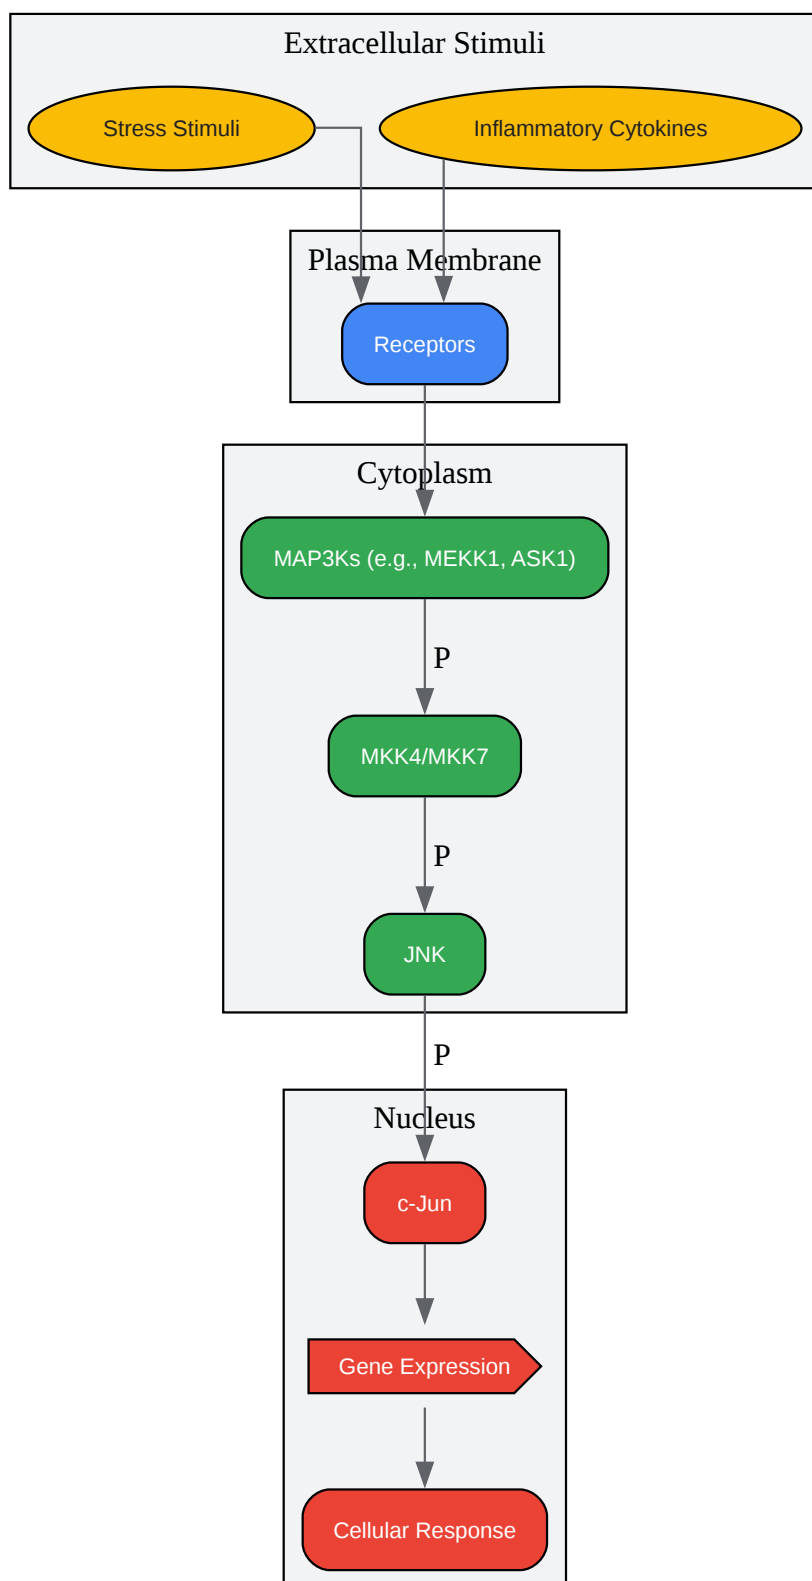 Extracellular Stimuli
Stress Stimuli
Inflammatory Cytokines
Plasma Membrane
Receptors
Cytoplasm
MAP3Ks (e.g., MEKK1, ASK1)
P
MKK4/MKK7
P
JNK
P
Nucleus
c-Jun
Gene Expression
Cellular Response